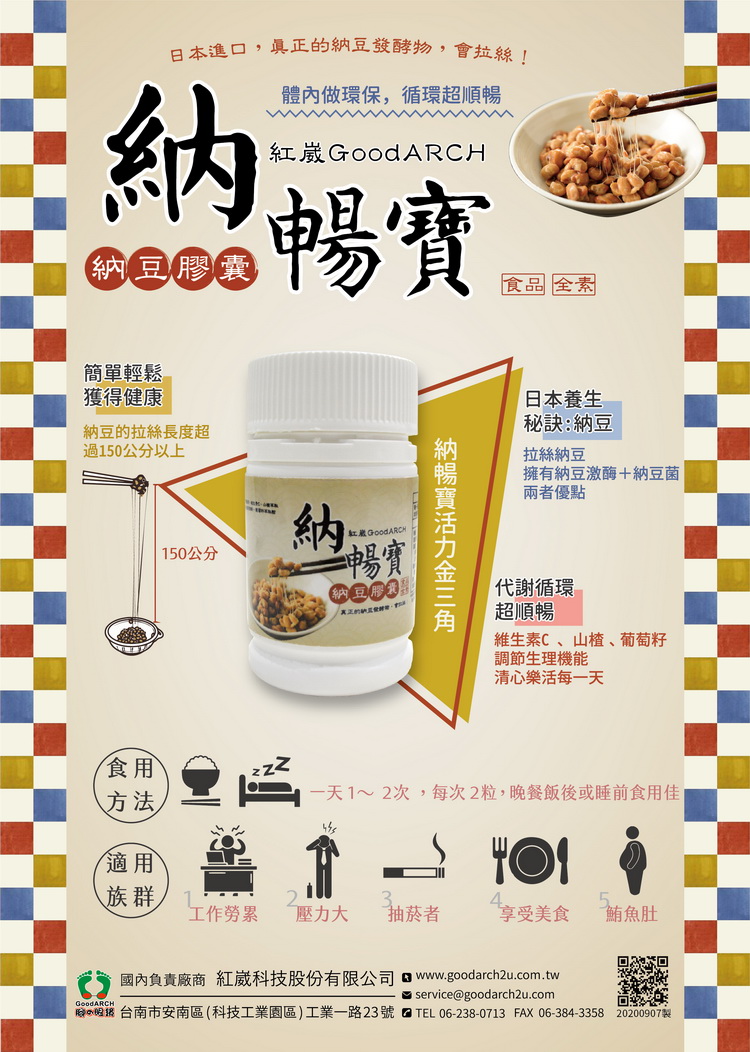 日本進口，真正的納豆發酵物，會拉絲！
體內做環保，循環超順暢
納
紅崴GoodARCH
暢寶
納豆膠囊
食品 全素
簡單輕鬆
獲得健康
納豆的拉絲長度超
過150公分以上
150公分
納
紅崴GoodARCH
暢寶
納豆膠囊
納暢寶活力金三角
日本養生
秘訣:納豆
拉絲納豆
擁有納豆激酶＋納豆菌
兩者優點
代謝循環
超順暢
維生素C 、山楂、葡萄籽
調節生理機能
清心樂活每一天
食用
方法
zzZ
一天1～ 2次 ，每次2粒，晚餐飯後或睡前食用佳
適用
族群
1
工作勞累
2
壓力大
3
抽菸者
4
享受美食
5
鮪魚肚
GoodARCH
腳の眼鏡
國內負責廠商 紅崴科技股份有限公司
www.goodarch2u.com.tw
service@goodarch2u.com
台南市安南區(科技工業園區)工業一路23號
TEL 06-238-0713 FAX 06-384-3358
20200907製